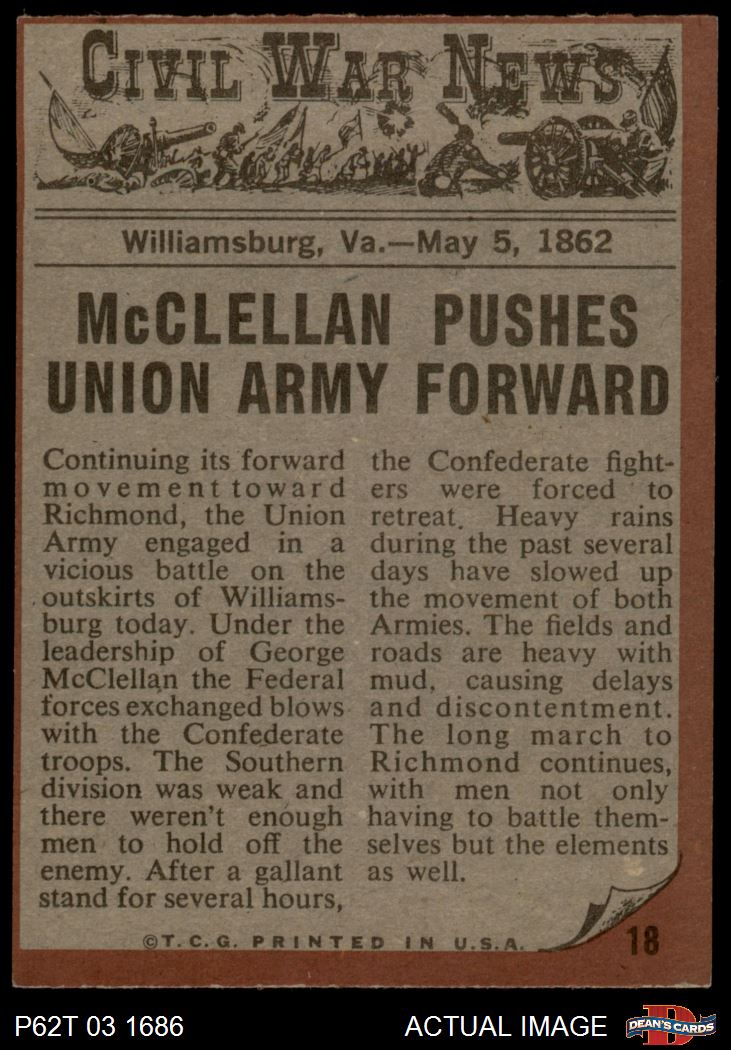 CIVIL WAR NEWS
Williamsburg, Va.—May 5, 1862
McCLELLAN PUSHES
UNION ARMY FORWARD
Continuing its forward
movement toward
Richmond, the Union
Army engaged in a
vicious battle on the
outskirts of Williams-
burg today. Under the
leadership of George
McClellan the Federal
forces exchanged blows
with the Confederate
troops. The Southern
division was weak and
there weren't enough
men to hold off the
enemy. After a gallant
stand for several hours,
the Confederate fight-
ers were forced to
retreat. Heavy rains
during the past several
days have slowed up
the movement of both
Armies. The fields and
roads are heavy with
mud, causing delays
and discontentment.
The long march to
Richmond continues,
with men not only
having to battle them-
selves but the elements
as well.
©T.C.G. PRINTED IN U.S.A.
18
P62T 03 1686
ACTUAL IMAGE
D
DEAN'S CARDS